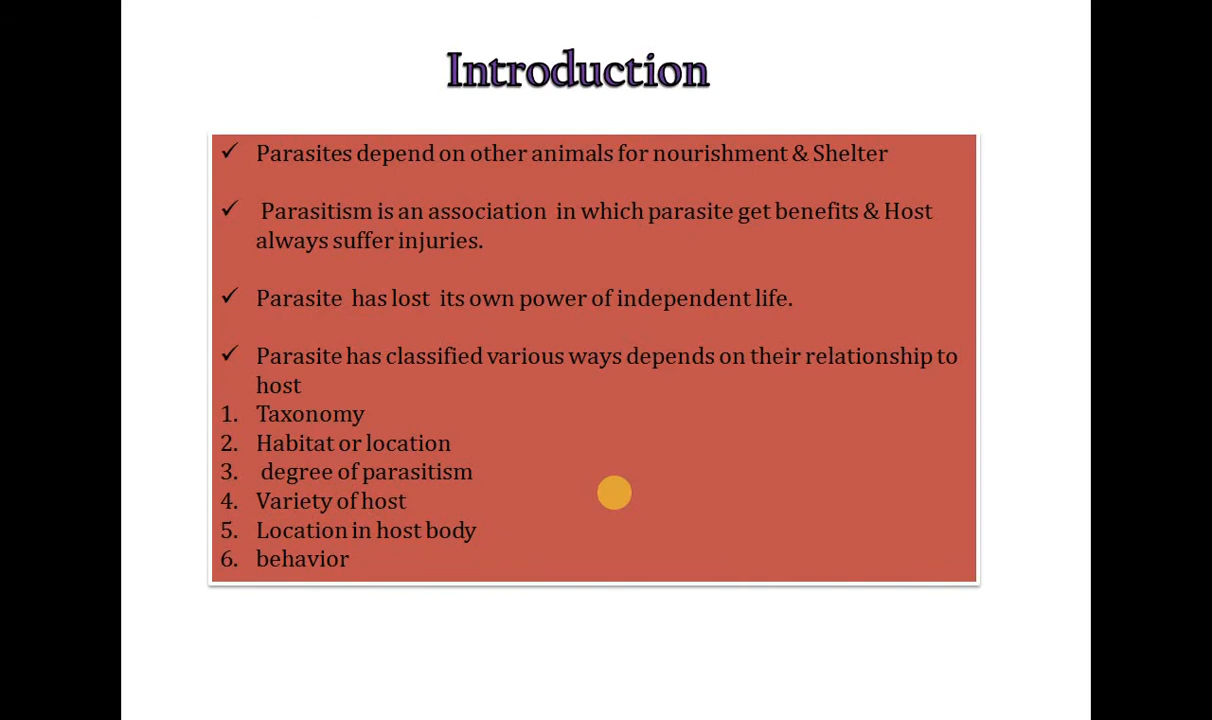 Introduction
✓ Parasites depend on other animals for nourishment & Shelter
✓ Parasitism is an association in which parasite get benefits & Host
always suffer injuries.
✓ Parasite has lost its own power of independent life.
✓ Parasite has classified various ways depends on their relationship to
host
1. Taxonomy
2. Habitat or location
3. degree of parasitism
4. Variety of host
5. Location in host body
6. behavior